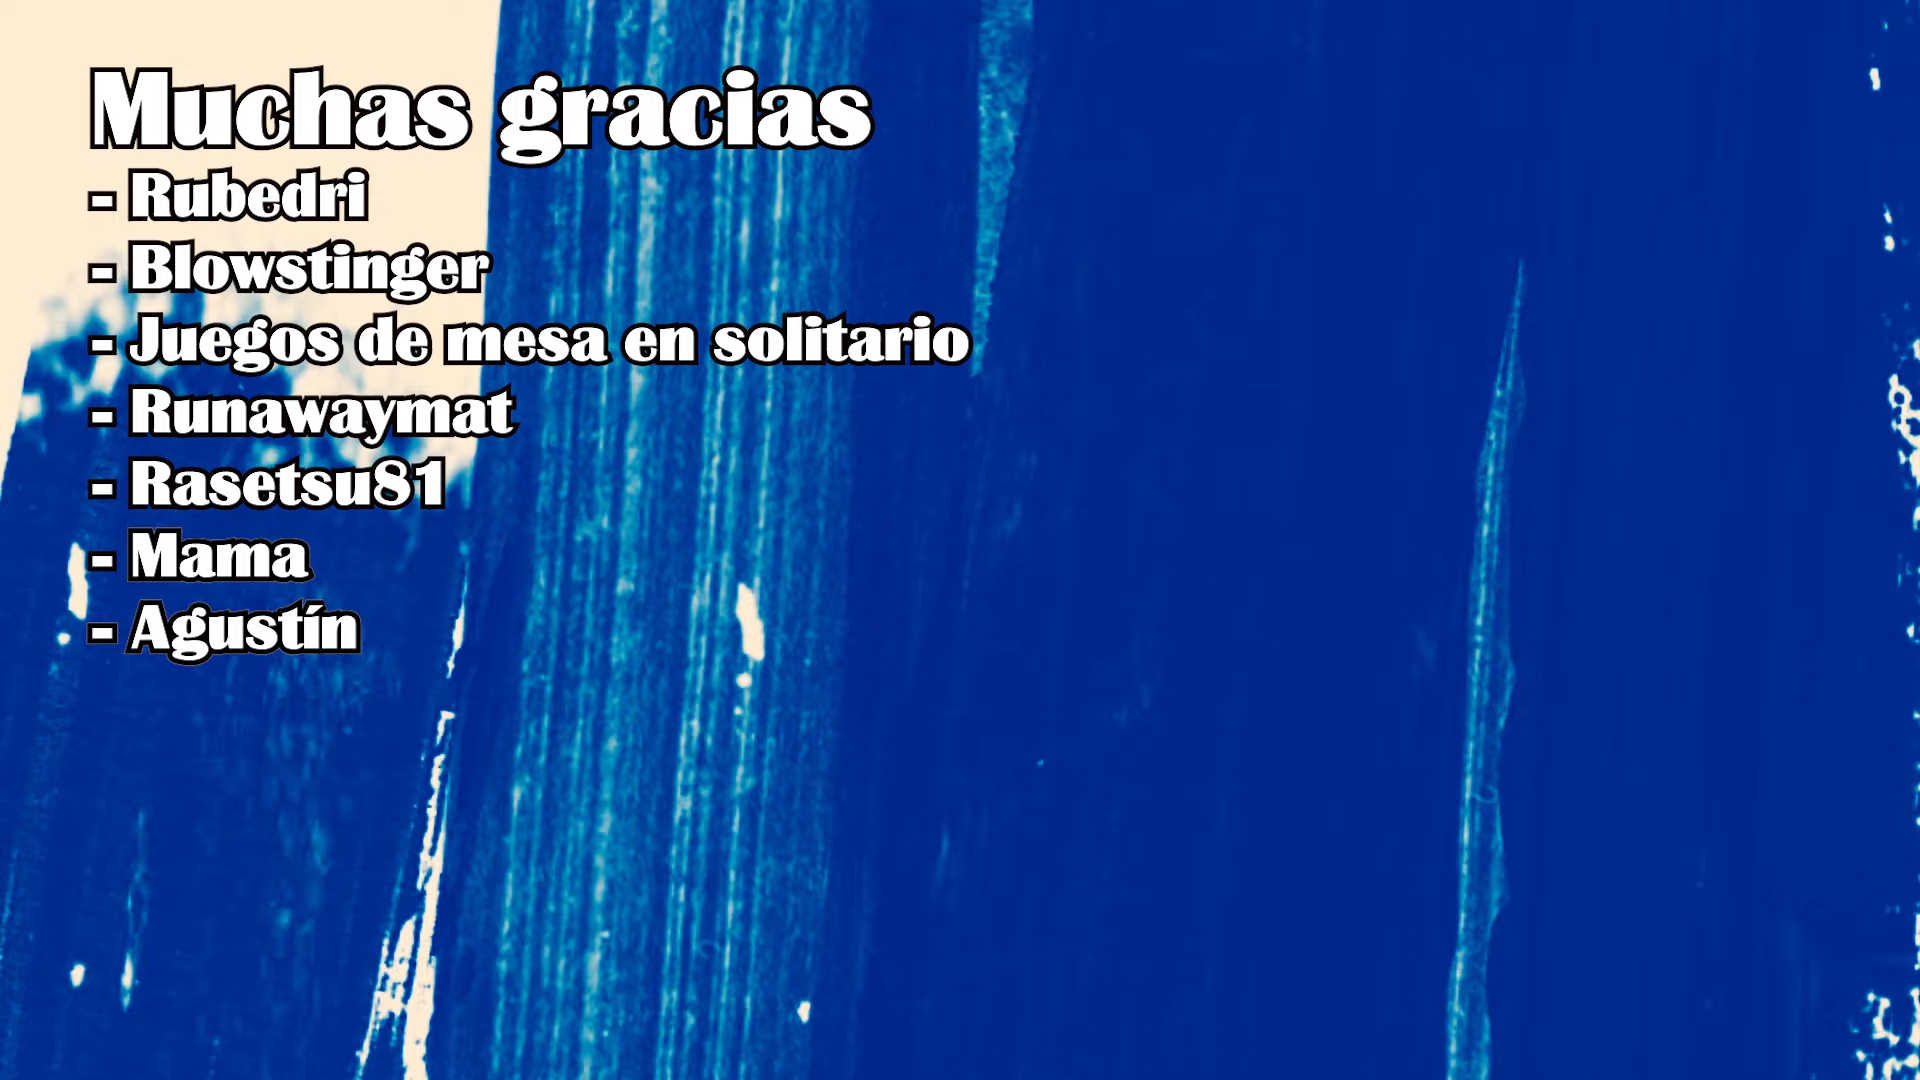 Muchas gracias
- Rubedri
- Blowstinger
- Juegos de mesa en solitario
- Runawaymat
- Rasetsu81
- Mama
- Agustín